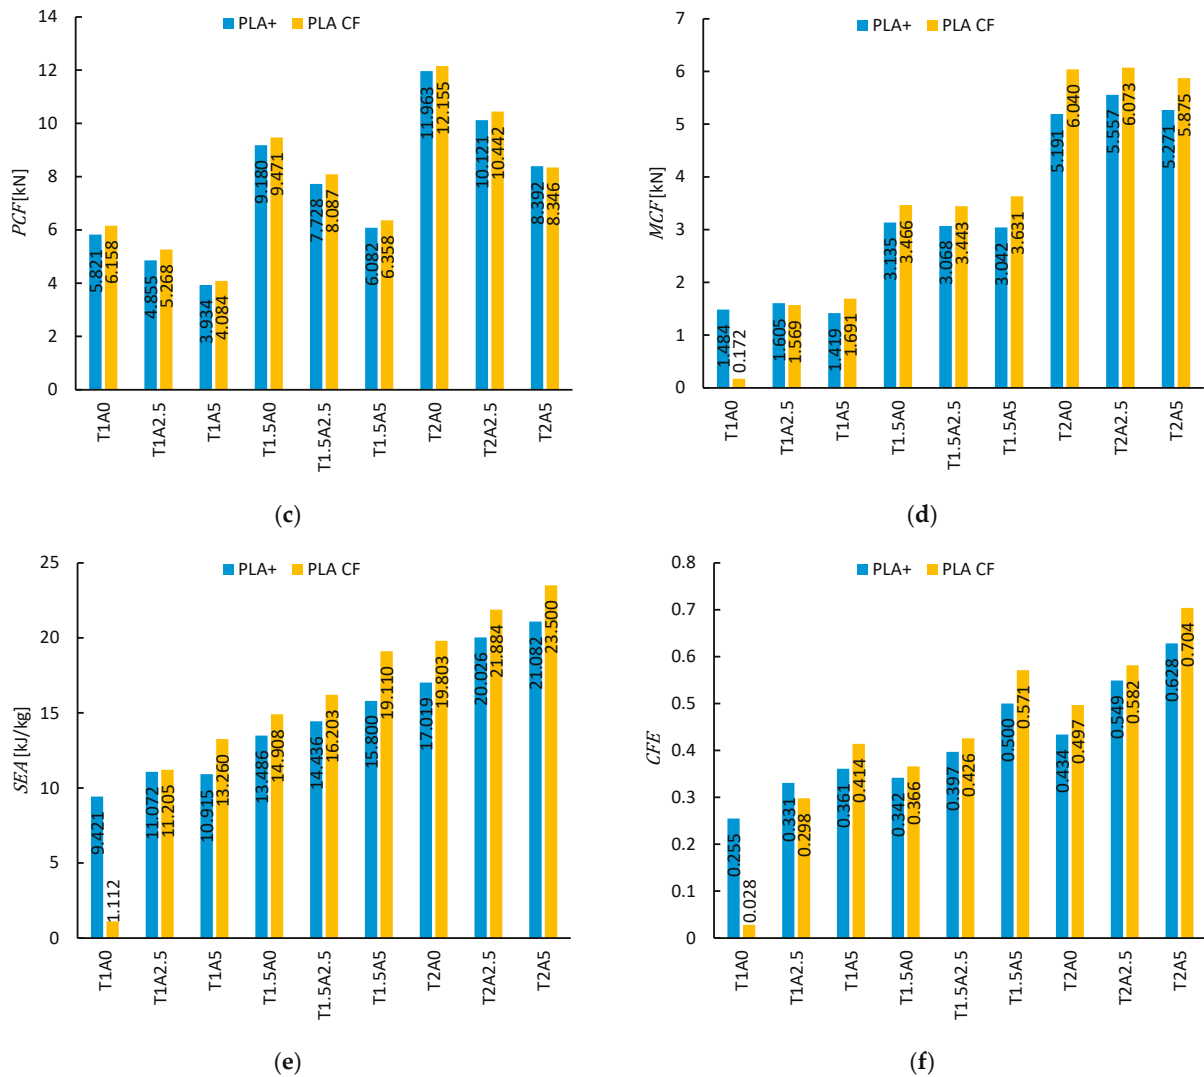 PLA+ PLA CF
PCF [kN]
14
12
10
8
6
4
2
0
5.821
6.158
4.855
5.268
3.934
4.084
9.180
9.471
7.728
8.087
6.082
6.358
11.963
12.155
10.121
10.442
8.392
8.346
T1A0
T1A2.5
T1A5
T1.5A0
T1.5A2.5
T1.5A5
T2A0
T2A2.5
T2A5
(c)
PLA+ PLA CF
MCF [kN]
7
6
5
4
3
2
1
0
1.484
0.172
1.605
1.569
1.419
1.691
3.135
3.466
3.068
3.443
3.042
3.631
5.191
6.040
5.557
6.073
5.271
5.875
T1A0
T1A2.5
T1A5
T1.5A0
T1.5A2.5
T1.5A5
T2A0
T2A2.5
T2A5
(d)
PLA+ PLA CF
SEA [kJ/kg]
25
20
15
10
5
0
9.421
1.112
11.072
11.205
10.915
13.260
13.486
14.908
14.436
16.203
15.800
19.110
17.019
19.803
20.026
21.884
21.082
23.500
T1A0
T1A2.5
T1A5
T1.5A0
T1.5A2.5
T1.5A5
T2A0
T2A2.5
T2A5
(e)
PLA+ PLA CF
CFE
0.8
0.7
0.6
0.5
0.4
0.3
0.2
0.1
0
0.255
0.028
0.331
0.298
0.361
0.414
0.342
0.366
0.397
0.426
0.500
0.571
0.434
0.497
0.549
0.582
0.628
0.704
T1A0
T1A2.5
T1A5
T1.5A0
T1.5A2.5
T1.5A5
T2A0
T2A2.5
T2A5
(f)